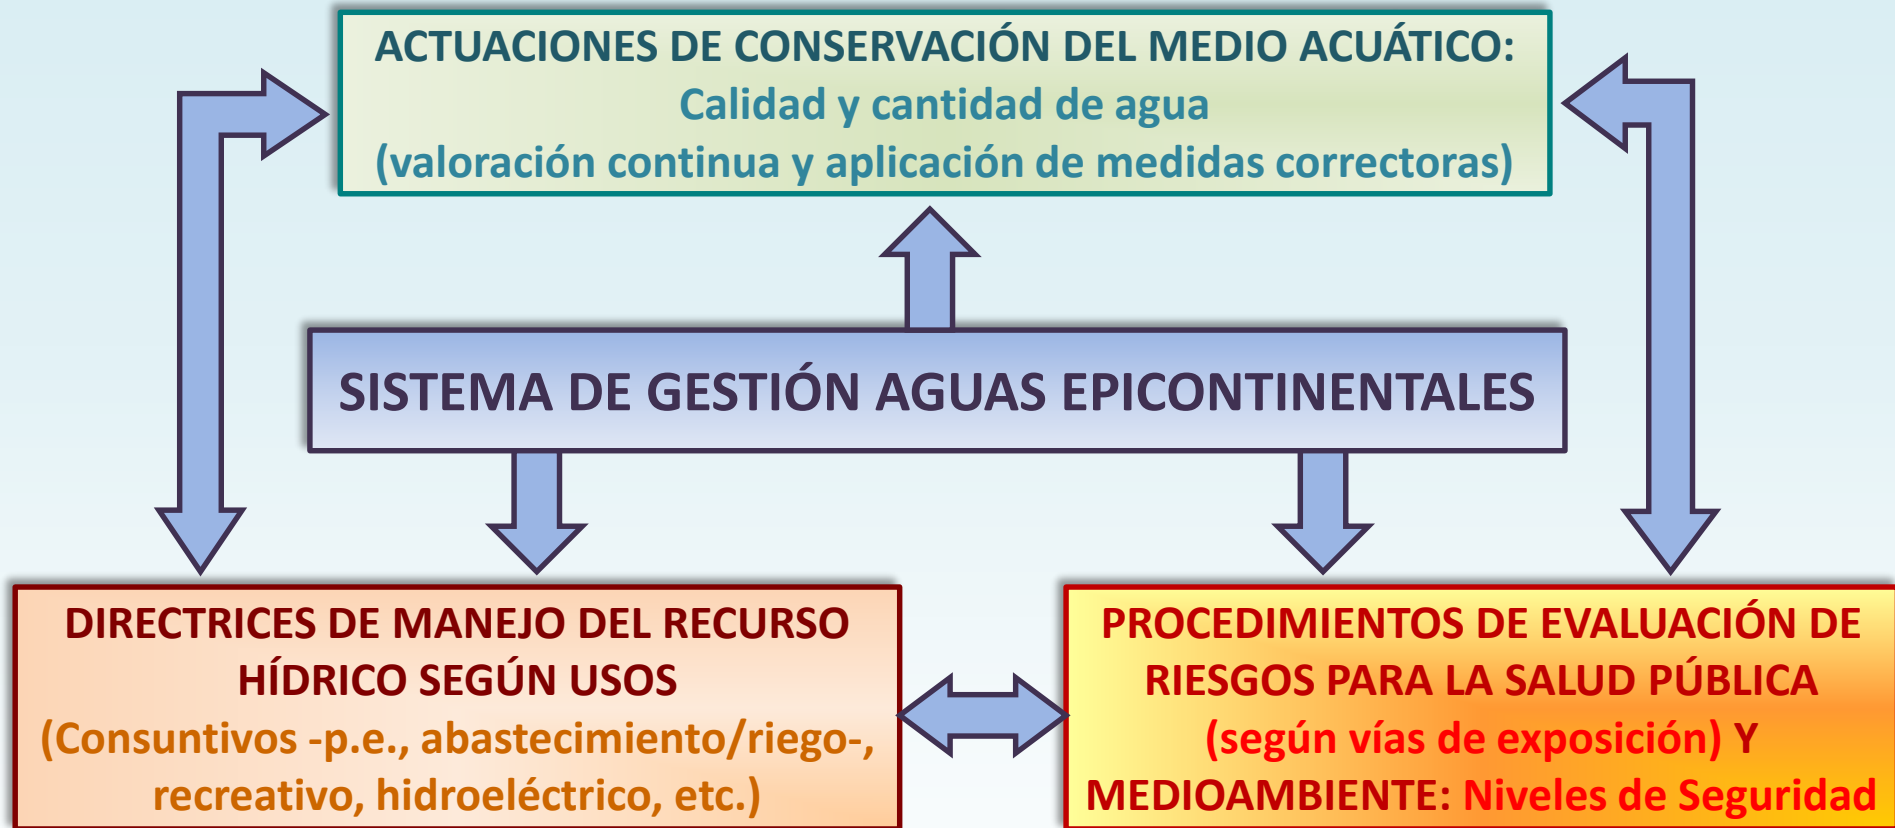 ACTUACIONES DE CONSERVACIÓN DEL MEDIO ACUÁTICO:
Calidad y cantidad de agua
(valoración continua y aplicación de medidas correctoras)
SISTEMA DE GESTIÓN AGUAS EPICONTINENTALES
DIRECTRICES DE MANEJO DEL RECURSO
HÍDRICO SEGÚN USOS
(Consuntivos -p.e., abastecimiento/riego-,
recreativo, hidroeléctrico, etc.)
PROCEDIMIENTOS DE EVALUACIÓN DE
RIESGOS PARA LA SALUD PÚBLICA
(según vías de exposición) Y
MEDIOAMBIENTE: Niveles de Seguridad